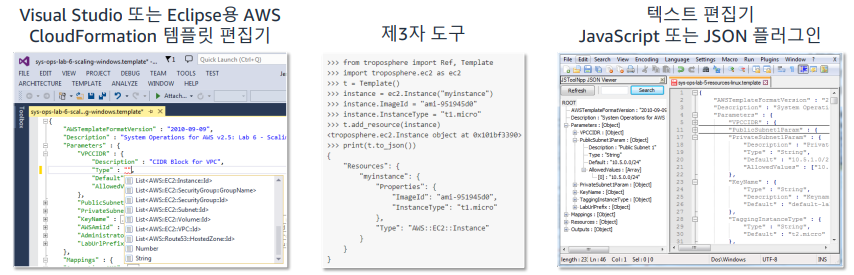 Visual Studio 또는 Eclipse용 AWS
CloudFormation 템플릿 편집기
제3자 도구
텍스트 편집기
JavaScript 또는 JSON 플러그인
sys-ops-lab-6-scaling-windows.template*
1
Quick Launch (Ctrl+Q)
FILE EDIT VIEW PROJECT DEBUG TEAM TOOLS TEST
ARCHITECTURE TEMPLATE ANALYZE WINDOW HELP
Attach...
Toolbox
sys-ops-lab-6-scal...g-windows.template*
{
"AWSTemplateFormatVersion" : "2010-09-09",
"Description" : "System Operations for AWS v2.5: Lab 6 - Scalin
"Parameters" : {
"VPCCIDR" : {
"Description" : "CIDR Block for VPC",
"Type" : "",
"Default"
"AllowedV
},
"PublicSubnet
"PrivateSubne
"KeyName" : {
"AWSAmiId" :
"Administrato
"LabUrlPrefix
},
"Mappings" : {
List<AWS::EC2::Instance::Id>
List<AWS::EC2::SecurityGroup::GroupName>
List<AWS::EC2::SecurityGroup::Id>
List<AWS::EC2::Subnet::Id>
List<AWS::EC2::Volume::Id>
List<AWS::EC2::VPC::Id>
List<AWS::Route53::HostedZone::Id>
Number
String
>>> from troposphere import Ref, Template
>>> import troposphere.ec2 as ec2
>>> t = Template()
>>> instance = ec2.Instance("myinstance")
>>> instance.ImageId = "ami-951945d0"
>>> instance.InstanceType = "t1.micro"
>>> t.add_resource(instance)
<troposphere.ec2.Instance object at 0x101bf3390>
>>> print(t.to_json())
{
"Resources": {
"myinstance": {
"Properties": {
"ImageId": "ami-951945d0",
"InstanceType": "t1.micro"
},
"Type": "AWS::EC2::Instance"
}
}
}
File Edit Search View Encoding Language Settings Macro Run Plugins Window ?
JSToolNpp JSON Viewer
Refresh
Search
ROOT
AWSTemplateFormatVersion : "2010-09
Description : "System Operations for AWS
Parameters : [Object]
VPCCIDR : [Object]
PublicSubnet1Param : [Object]
Description : "Public Subnet 1"
Type : "String"
Default : "10.5.0.0/24"
AllowedValues : [Array]
[0] : "10.5.0.0/24"
PrivateSubnet1Param : [Object]
KeyName : [Object]
TaggingInstanceType : [Object]
LabUrlPrefix : [Object]
Mappings : [Object]
Resources : [Object]
Outputs : [Object]
sys-ops-lab-5-resources-linux.template
"AWSTemplateFormatVersion" : "2
"Description" : "System Operati
"Parameters" : {
"VPCCIDR" : {
"PublicSubnet1Param" : {
"PrivateSubnet1Param" : {
"Description" : "Privat
"Type" : "String",
"Default" : "10.5.1.0/2
"AllowedValues" : ["10.
},
"KeyName" : {
"Type" : "String",
"Description" : "Keynam
"Default" : "default-la
},
"TaggingInstanceType" : {
"Type" : "String",
"Default" : "t2.micro"
Ln : 46 Col : 1 Sel : 0 | 0
Dos\Windows
UTF-8
INS